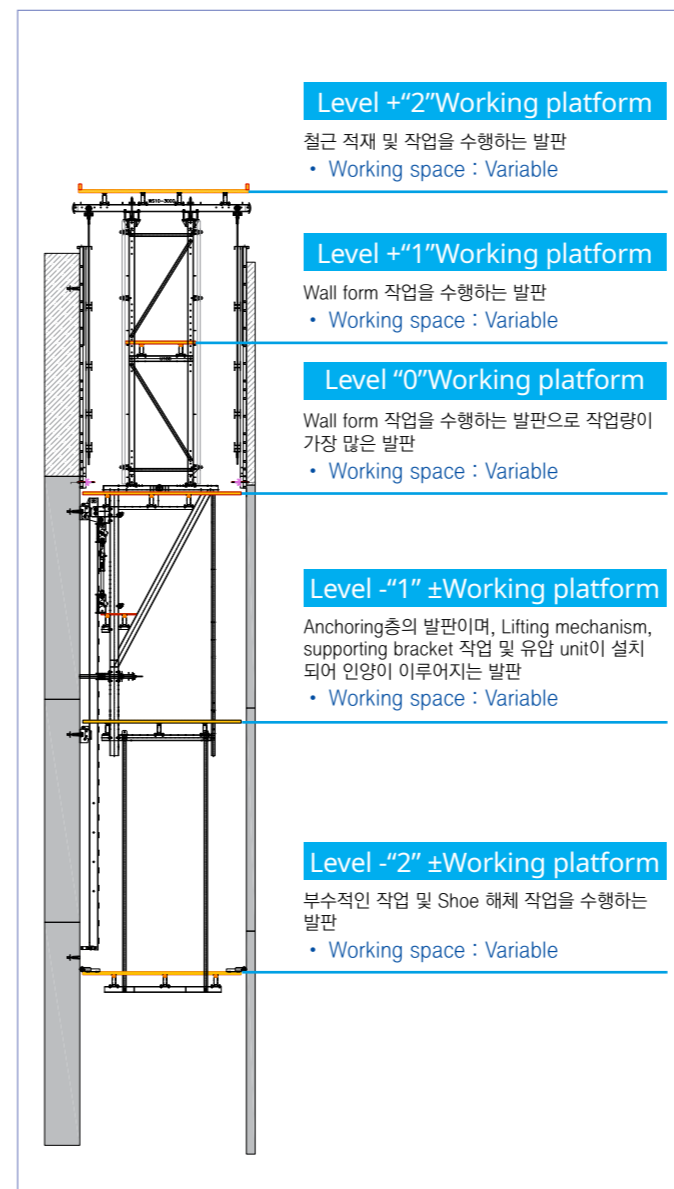 Level +“2”Working platform
철근 적재 및 작업을 수행하는 발판
• Working space : Variable
Level +“1”Working platform
Wall form 작업을 수행하는 발판
• Working space : Variable
Level “0”Working platform
Wall form 작업을 수행하는 발판으로 작업량이
가장 많은 발판
• Working space : Variable
Level -“1” ±Working platform
Anchoring층의 발판이며, Lifting mechanism,
supporting bracket 작업 및 유압 unit이 설치
되어 인양이 이루어지는 발판
• Working space : Variable
Level -“2” ±Working platform
부수적인 작업 및 Shoe 해체 작업을 수행하는
발판
• Working space : Variable